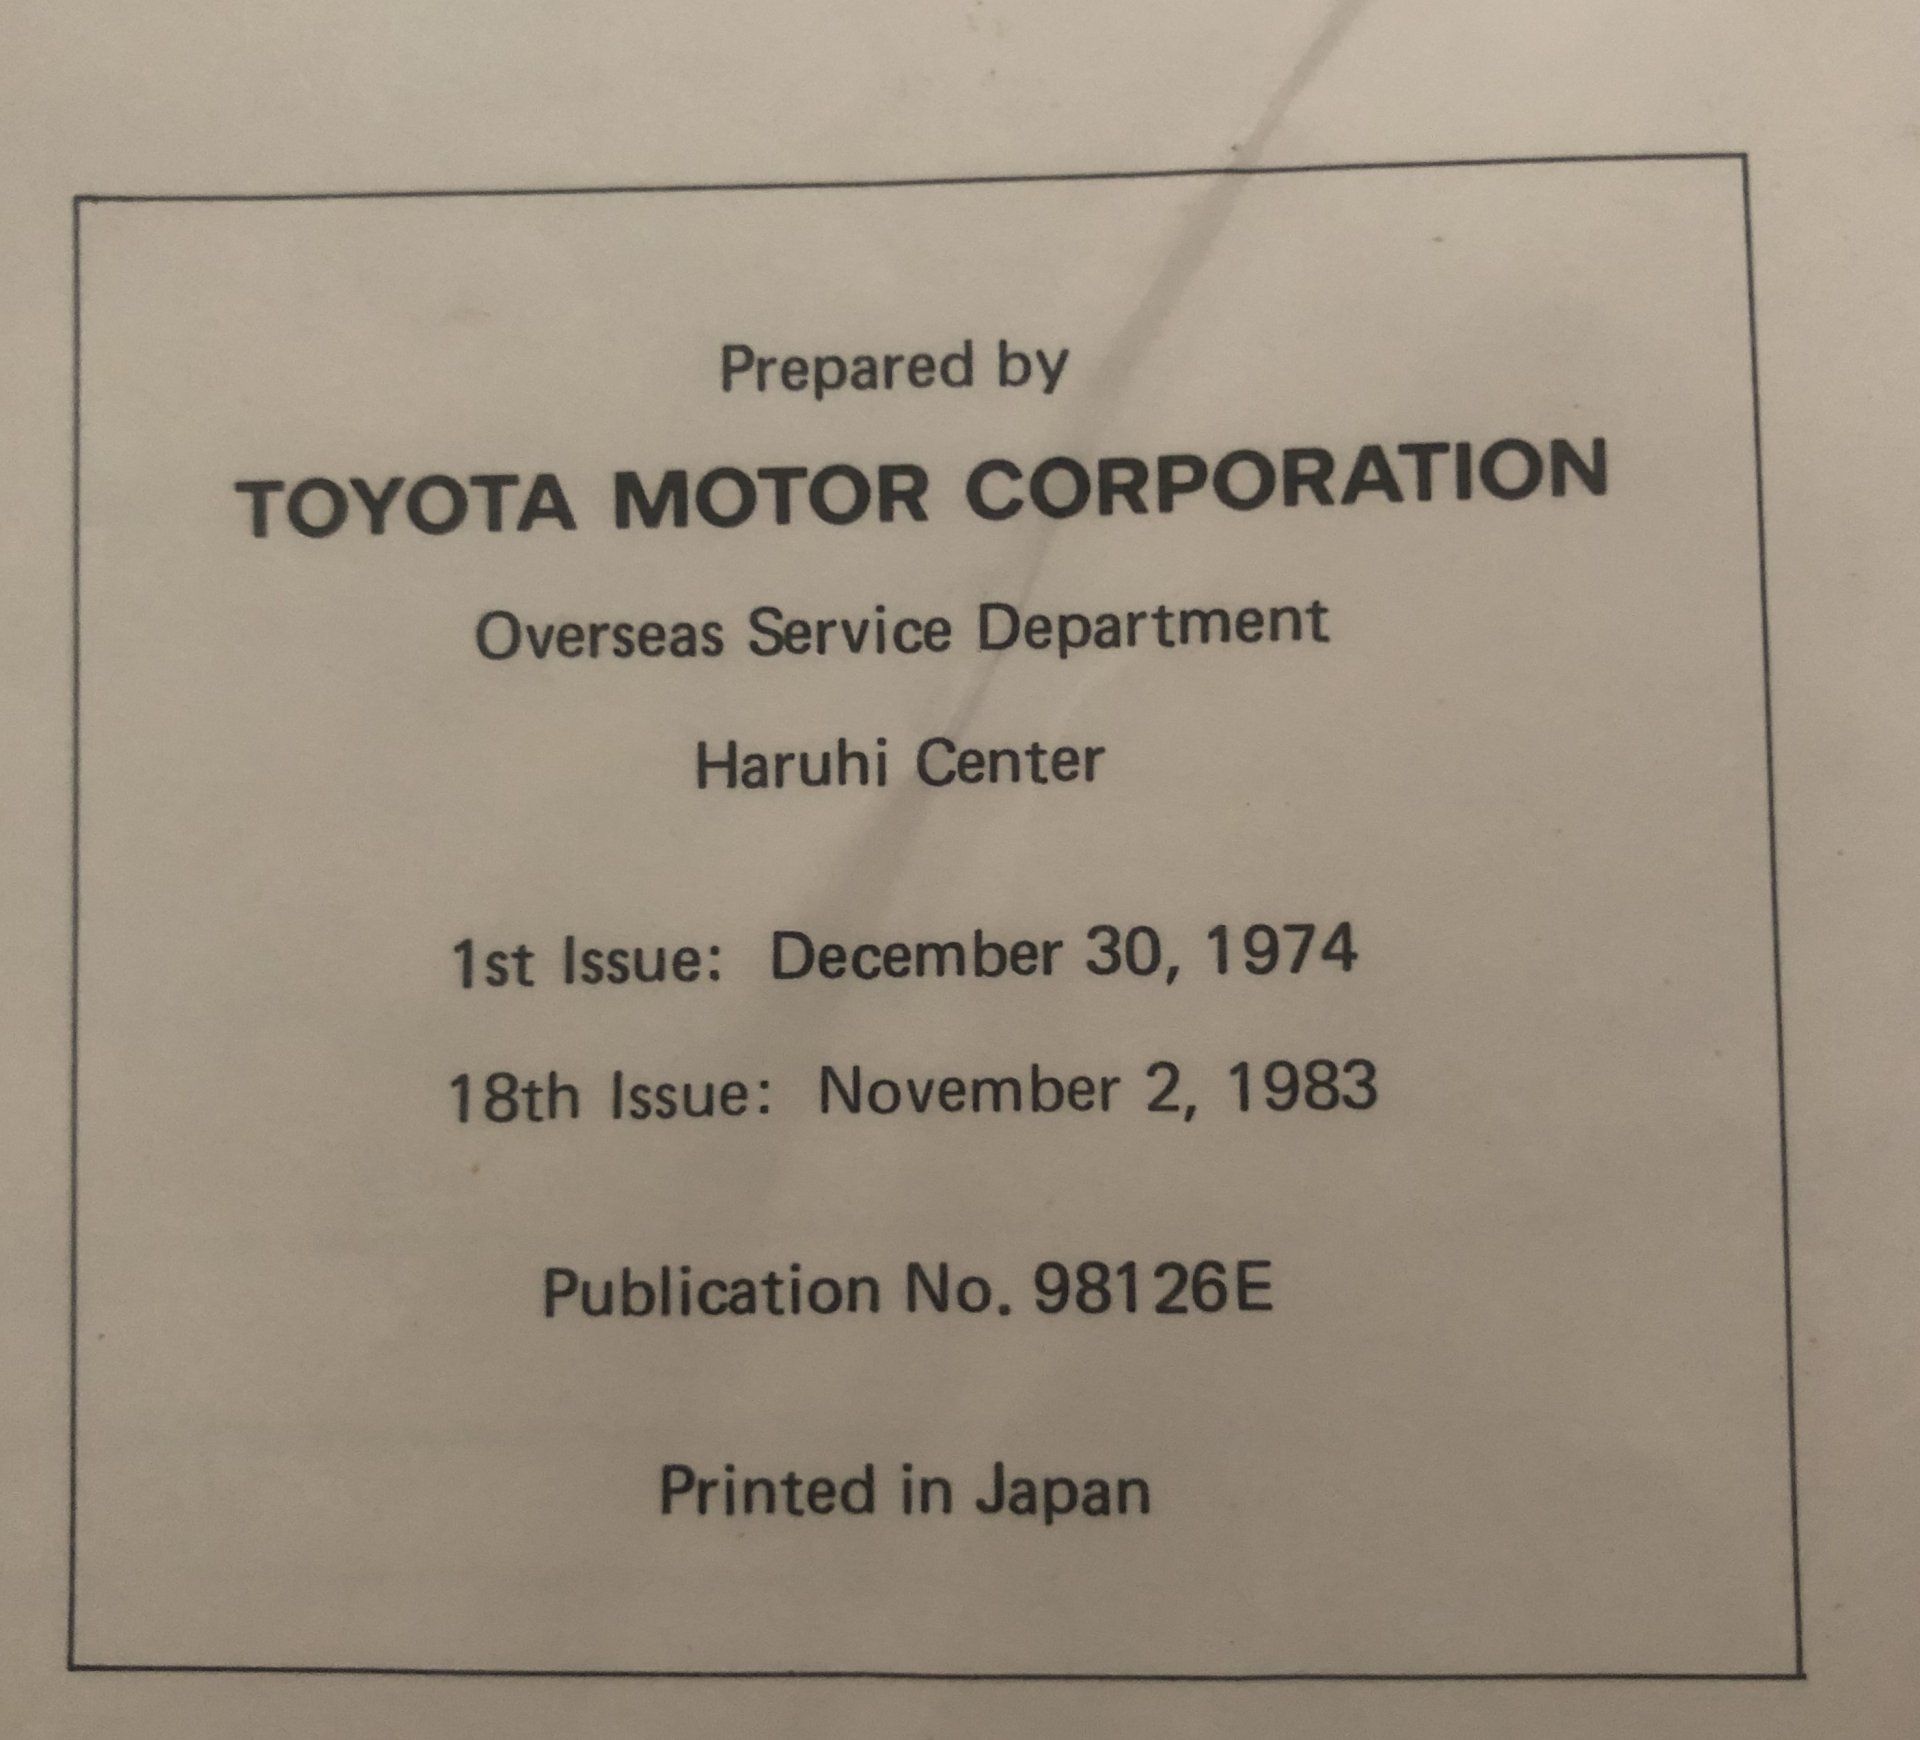 Prepared by
TOYOTA MOTOR CORPORATION
Overseas Service Department
Haruhi Center
1st Issue: December 30, 1974
18th Issue: November 2, 1983
Publication No. 98126E
Printed in Japan